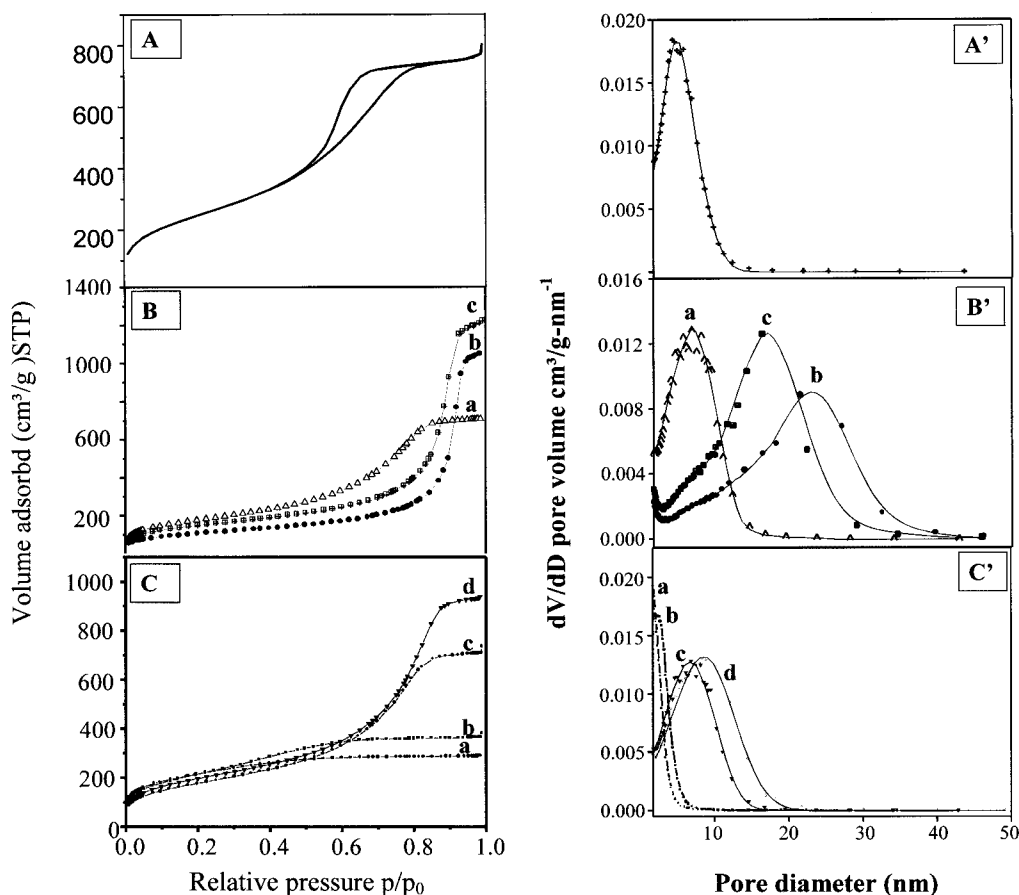 A
800
600
400
200
B
1400
1000
600
200
c
b
a
C
1000
800
600
400
200
0
d
c
b
a
0.0 0.2 0.4 0.6 0.8 1.0
Relative pressure p/p₀
Volume adsorbd (cm³/g )STP
A'
0.020
0.015
0.010
0.005
0.000
B'
0.016
0.012
0.008
0.004
0.000
a
c
b
C'
0.020
0.015
0.010
0.005
0.000
a
b
c
d
10 20 30 40 50
Pore diameter (nm)
dV/dD pore volume cm³/g-nm⁻¹